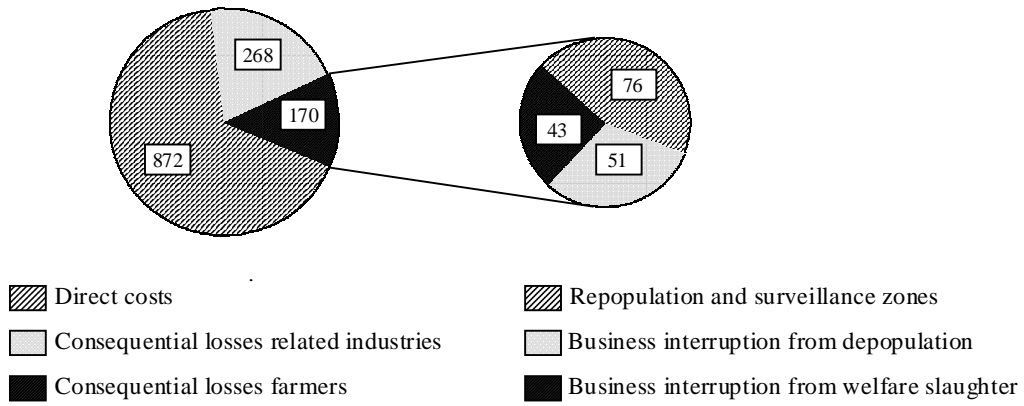 268
76
170
43
872
51
Direct costs
Repopulation and surveillance zones
Consequential losses related industries
Business interruption from depopulation
Consequential losses farmers
Business interruption from welfare slaughter